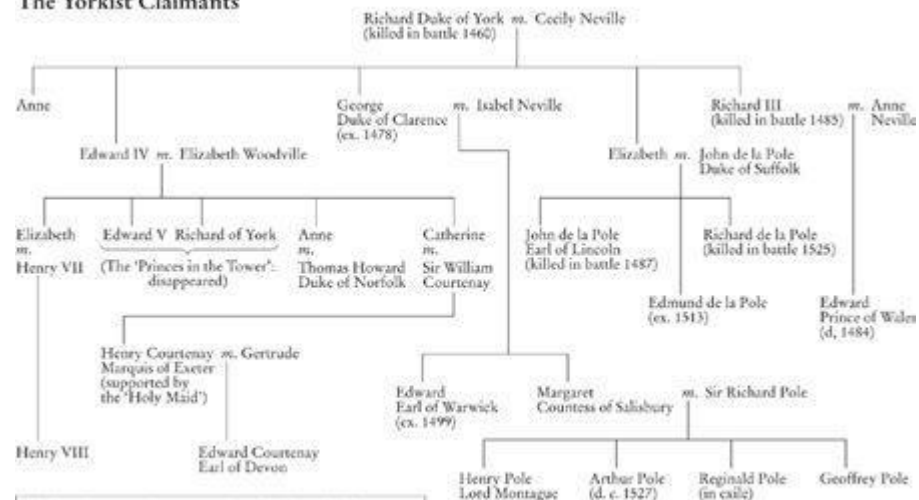 The Yorkist Claimants
Richard Duke of York m. Cecily Neville
(killed in battle 1460)
Anne
George
Duke of Clarence
(ex. 1478)
m. Isabel Neville
Richard III
(killed in battle 1485)
m. Anne
Neville
Edward IV m. Elizabeth Woodville
Elizabeth m. John de la Pole
Duke of Suffolk
Elizabeth
m.
Henry VII
Edward V Richard of York
(The 'Princes in the Tower':
disappeared)
Anne
m.
Thomas Howard
Duke of Norfolk
Catherine
m.
Sir William
Courtenay
John de la Pole
Earl of Lincoln
(killed in battle 1487)
Richard de la Pole
(killed in battle 1525)
Edmund de la Pole
(ex. 1513)
Edward
Prince of Wales
(d, 1484)
Henry Courtenay m. Gertrude
Marquis of Exeter
(supported by
the 'Holy Maid')
Edward
Earl of Warwick
(ex. 1499)
Margaret
Countess of Salisbury
m. Sir Richard Pole
Henry VIII
Edward Courtenay
Earl of Devon
Henry Pole
Lord Montague
Arthur Pole
(d. c. 1527)
Reginald Pole
(in exile)
Geoffrey Pole